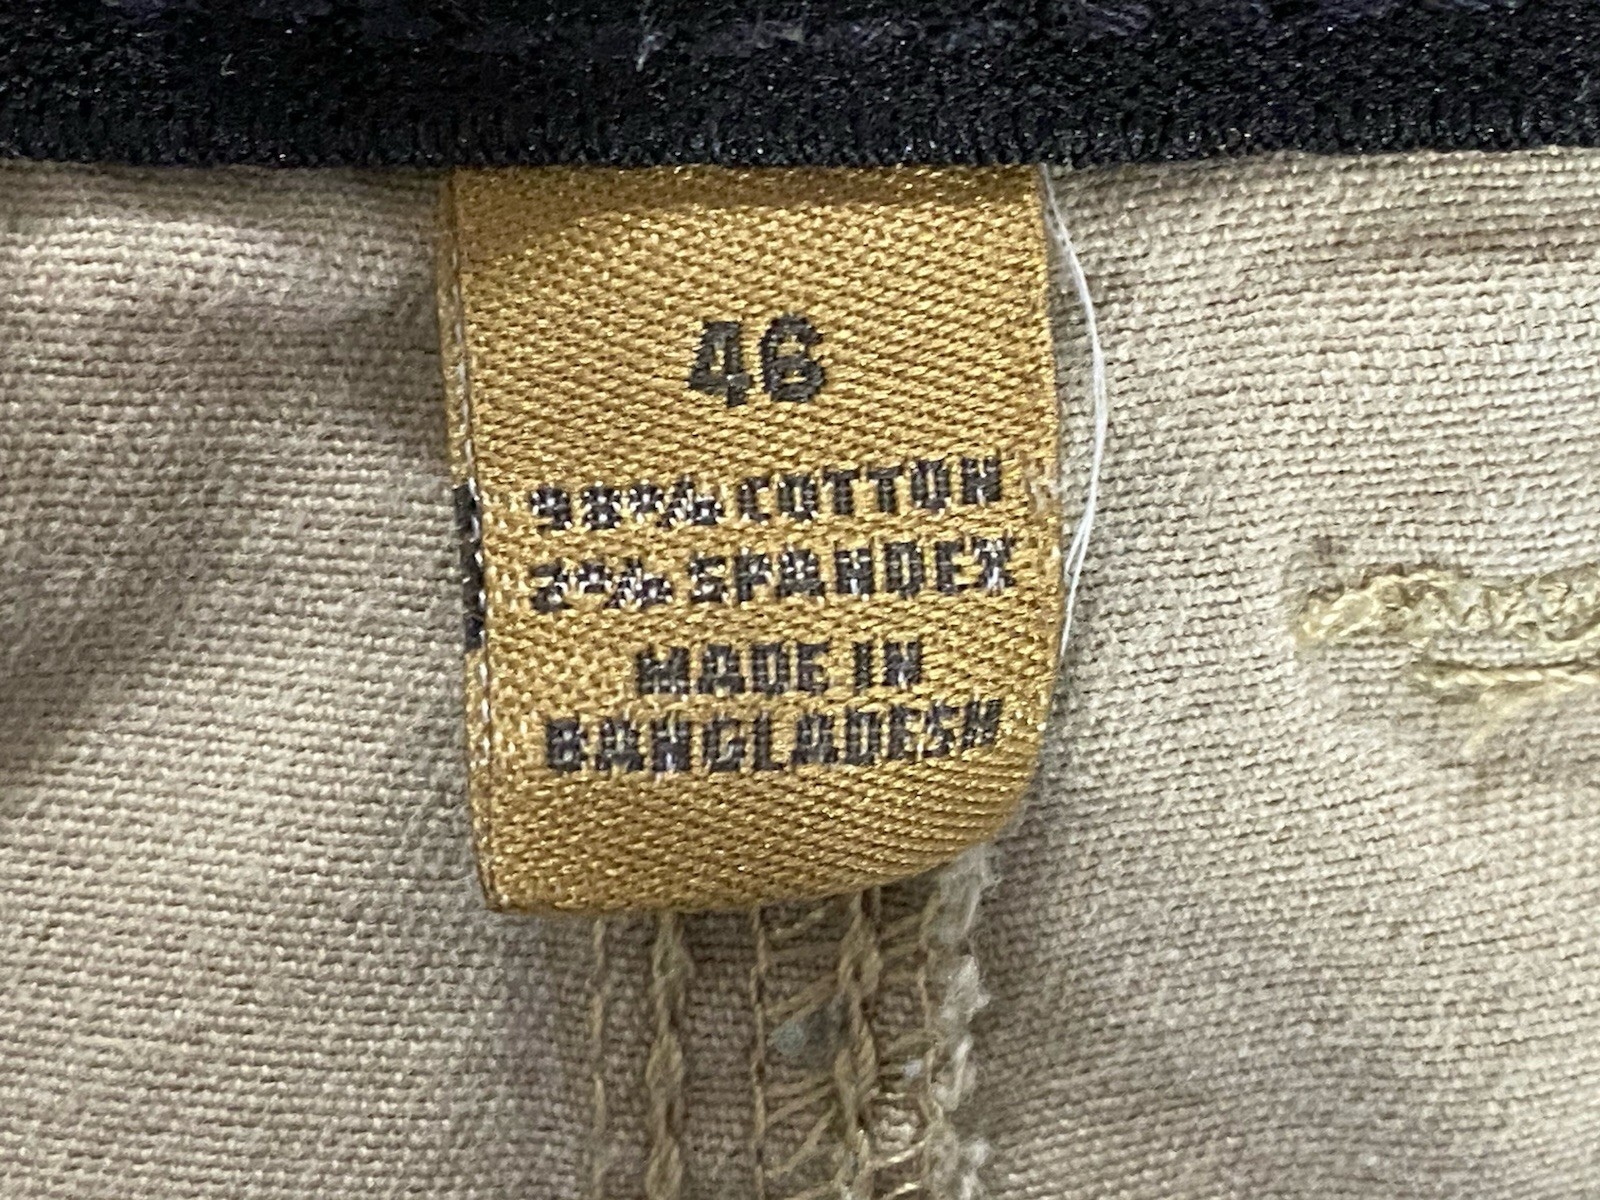 46
98% COTTON
2% SPANDEX
MADE IN
BANGLADESH